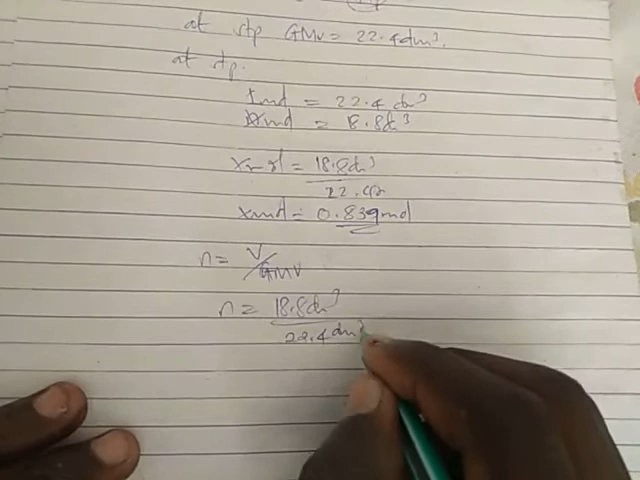 at stp GMV = 22.4dm³.
at stp.
1mol = 22.4 dm³
xmol = 18.8dm³
xmol = 18.8dm³
22.4
xmol = 0.839mol
n = V/GMV
n = 18.8dm³
22.4dm³